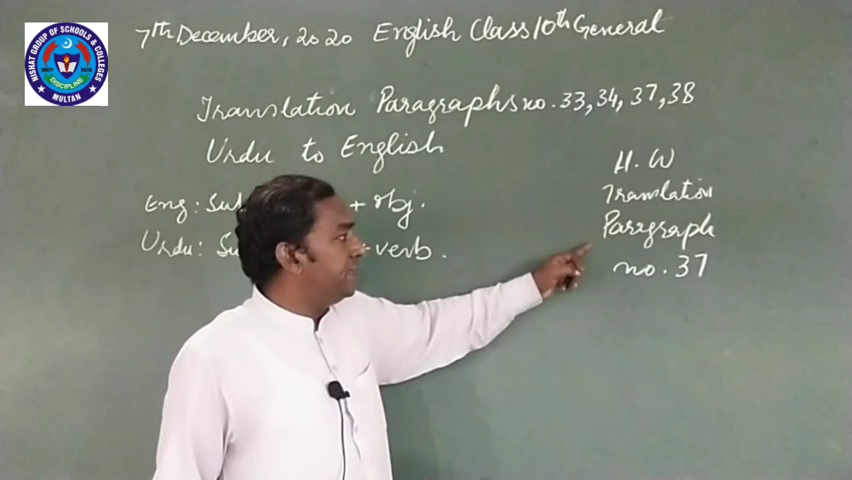 7th December, 2020 English Class 10th General
Translation Paragraphs no. 33, 34, 37, 38
Urdu to English
Eng: Sub + obj.
Urdu: Su + verb.
H.W
Translation
Paragraph
no. 37
NISHAT GROUP OF SCHOOLS & COLLEGES
DISCIPLINE
MULTAN